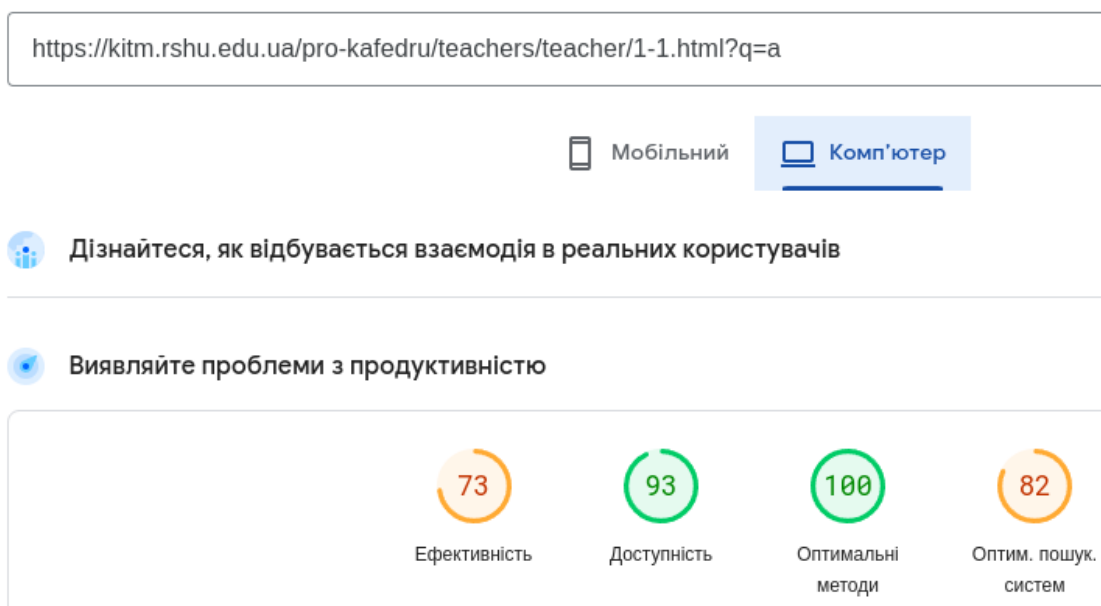 https://kitm.rshu.edu.ua/pro-kafedru/teachers/teacher/1-1.html?q=a
Мобільний
Комп'ютер
Дізнайтеся, як відбувається взаємодія в реальних користувачів
Виявляйте проблеми з продуктивністю
73 93 100 82
Ефективність Доступність Оптимальні методи Оптим. пошук. систем